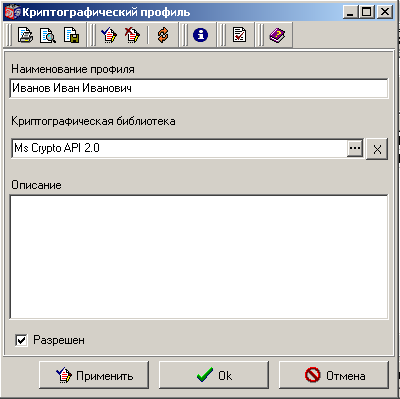 Криптографический профиль
Наименование профиля
Иванов Иван Иванович
Криптографическая библиотека
Ms Crypto API 2.0
Описание
Разрешен
Применить
Ok
Отмена